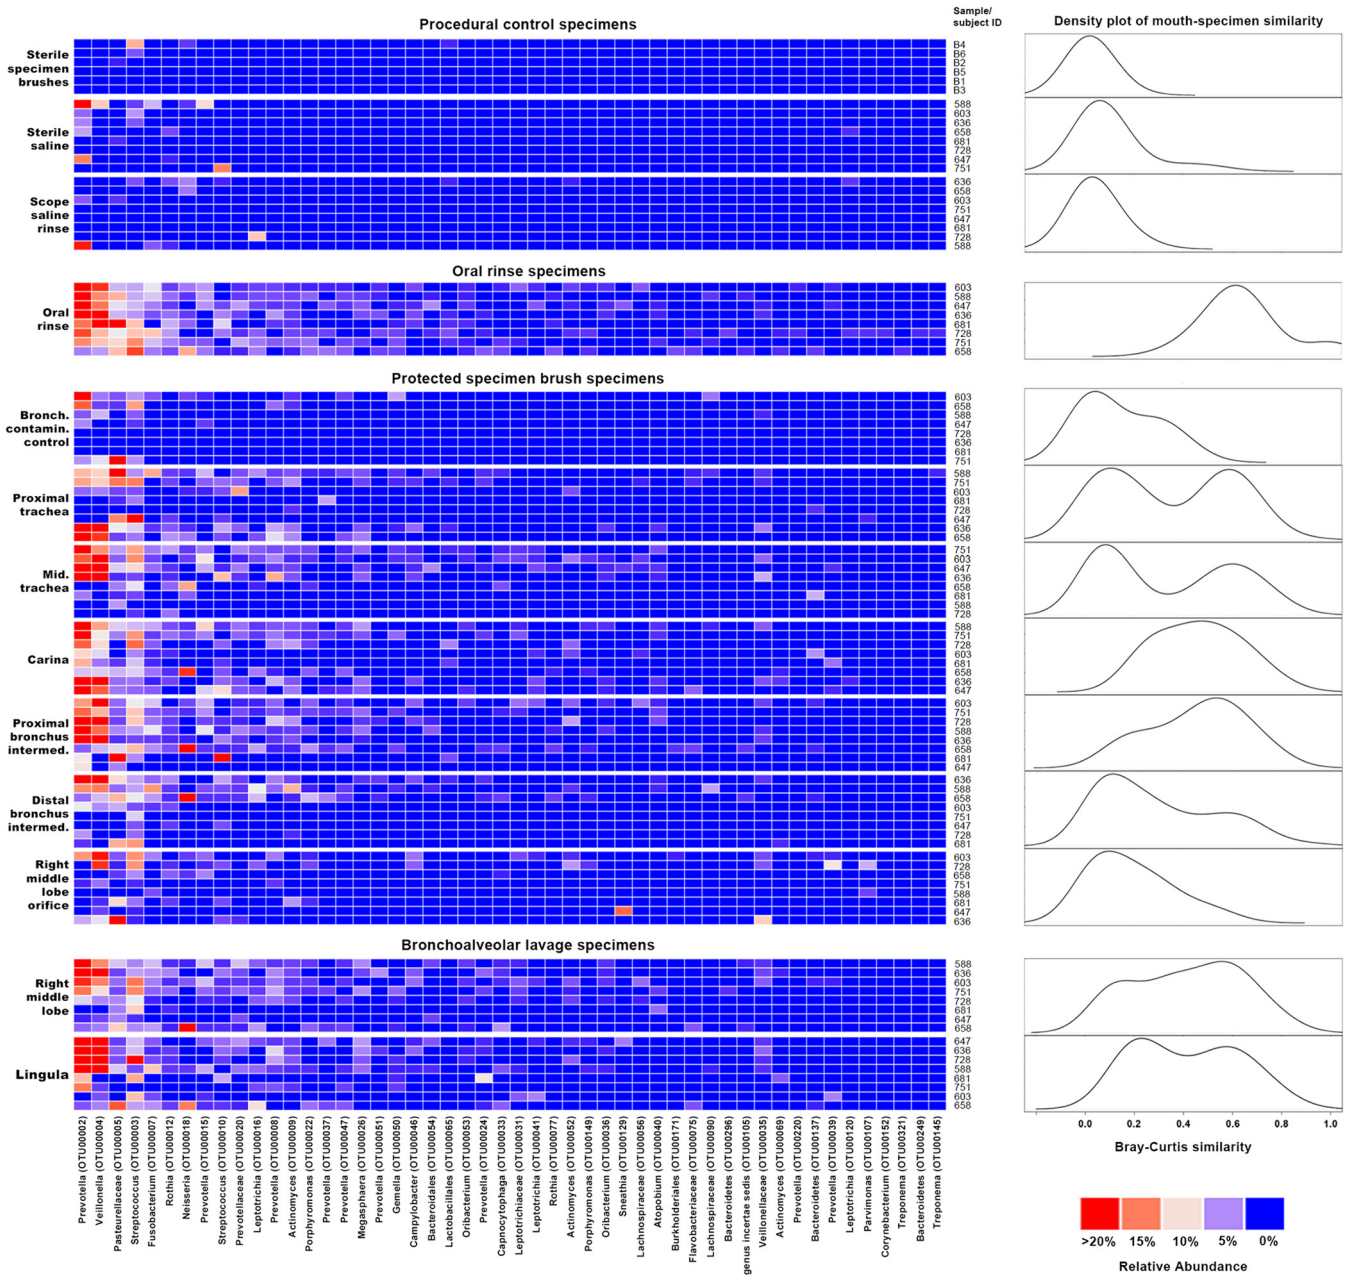 Procedural control specimens
Sample/
subject ID
Density plot of mouth-specimen similarity
Sterile
specimen
brushes
B4
B6
B2
B5
B1
B3
Sterile
saline
588
603
636
658
681
728
647
751
Scope
saline
rinse
636
658
603
751
647
681
728
588
Oral rinse specimens
Oral
rinse
603
588
647
636
681
728
751
658
Protected specimen brush specimens
Bronch.
contamin.
control
603
658
588
647
728
636
681
751
Proximal
trachea
588
751
603
681
728
647
636
658
Mid.
trachea
751
603
647
636
658
681
588
728
Carina
588
751
728
603
681
658
636
647
Proximal
bronchus
intermed.
603
751
728
588
636
658
681
647
Distal
bronchus
intermed.
636
588
658
603
751
647
728
681
Right
middle
lobe
orifice
603
728
658
751
588
681
647
636
Bronchoalveolar lavage specimens
Right
middle
lobe
588
636
603
751
728
681
647
658
Lingula
647
636
728
588
681
751
603
658
Prevotella (OTU00002)
Veillonella (OTU00004)
Pasteurellaceae (OTU00005)
Streptococcus (OTU00003)
Fusobacterium (OTU00007)
Rothia (OTU00012)
Neisseria (OTU00018)
Prevotella (OTU00015)
Streptococcus (OTU00010)
Prevotellaceae (OTU00020)
Leptotrichia (OTU00016)
Prevotella (OTU00008)
Actinomyces (OTU00009)
Porphyromonas (OTU00022)
Prevotella (OTU00037)
Prevotella (OTU00047)
Megasphaera (OTU00026)
Prevotella (OTU00051)
Gemella (OTU00050)
Campylobacter (OTU00046)
Bacteroidales (OTU00054)
Lactobacillales (OTU00065)
Oribacterium (OTU00053)
Prevotella (OTU00024)
Capnocytophaga (OTU00033)
Leptotrichiaceae (OTU00031)
Leptotrichia (OTU00041)
Rothia (OTU00077)
Actinomyces (OTU00052)
Porphyromonas (OTU00149)
Oribacterium (OTU00036)
Sneathia (OTU00129)
Lachnospiraceae (OTU00056)
Atopobium (OTU00040)
Burkholderiales (OTU00171)
Flavobacteriaceae (OTU00075)
Lachnospiraceae (OTU00090)
Bacteroidetes (OTU00296)
genus incertae sedis (OTU00105)
Veillonellaceae (OTU00035)
Actinomyces (OTU00069)
Prevotella (OTU00220)
Bacteroidetes (OTU00137)
Prevotella (OTU00039)
Leptotrichia (OTU00120)
Parvimonas (OTU00107)
Corynebacterium (OTU00152)
Treponema (OTU00321)
Bacteroidetes (OTU00249)
Treponema (OTU00145)
0.0 0.2 0.4 0.6 0.8 1.0
Bray-Curtis similarity
>20% 15% 10% 5% 0%
Relative Abundance